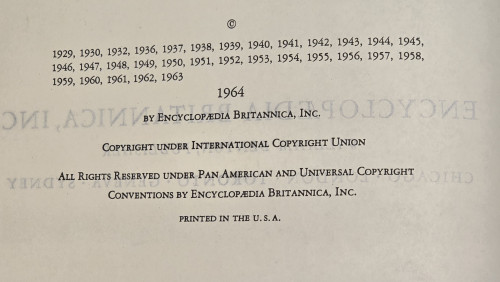 ©
1929, 1930, 1932, 1936, 1937, 1938, 1939, 1940, 1941, 1942, 1943, 1944, 1945,
1946, 1947, 1948, 1949, 1950, 1951, 1952, 1953, 1954, 1955, 1956, 1957, 1958,
1959, 1960, 1961, 1962, 1963
1964
BY ENCYCLOPÆDIA BRITANNICA, INC.
COPYRIGHT UNDER INTERNATIONAL COPYRIGHT UNION
ALL RIGHTS RESERVED UNDER PAN AMERICAN AND UNIVERSAL COPYRIGHT
CONVENTIONS BY ENCYCLOPÆDIA BRITANNICA, INC.
PRINTED IN THE U. S. A.